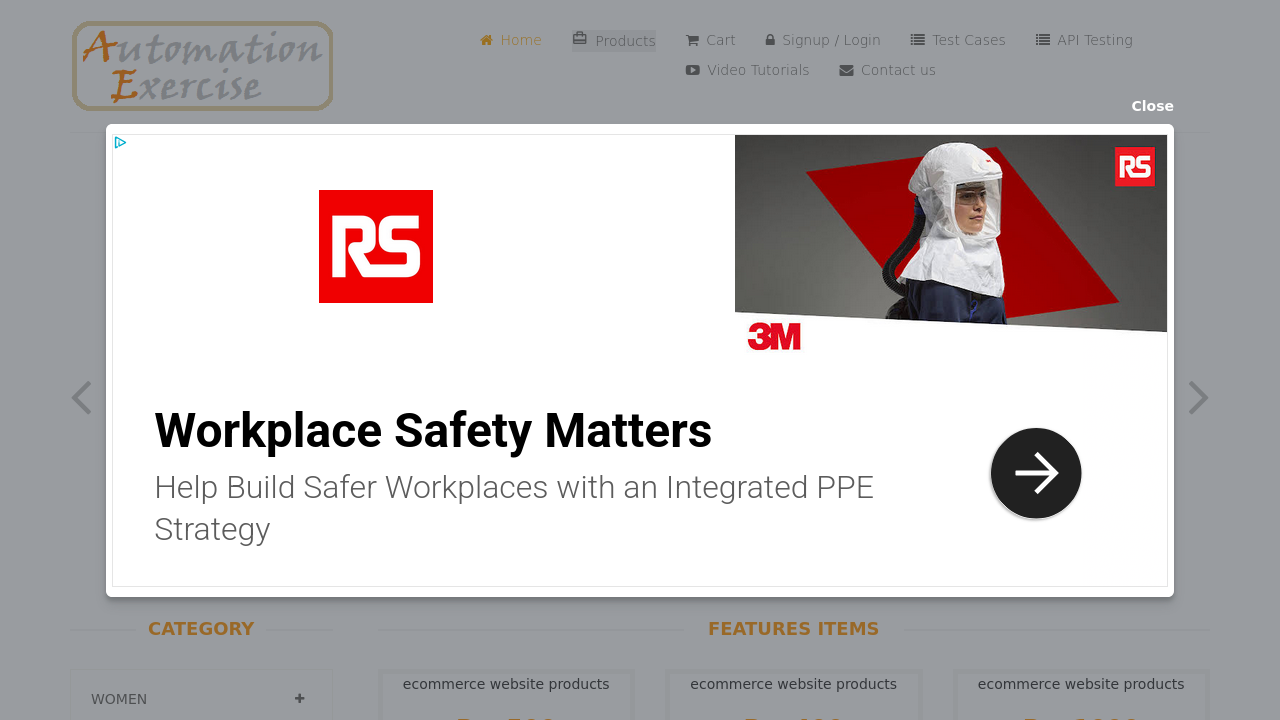 Automation
Exercise
Home
Products
Cart
Signup / Login
Test Cases
API Testing
Video Tutorials
Contact us
Close
RS
RS
3M
Workplace Safety Matters
Help Build Safer Workplaces with an Integrated PPE
Strategy
CATEGORY
FEATURES ITEMS
WOMEN
ecommerce website products
ecommerce website products
ecommerce website products